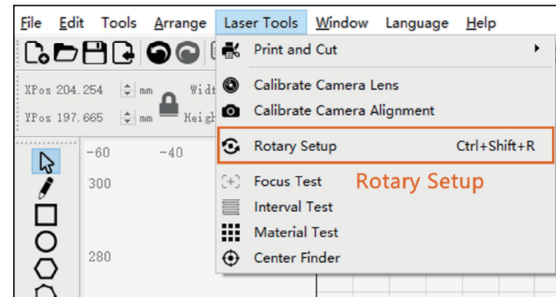 File Edit Tools Arrange Laser Tools Window Language Help
Print and Cut
Calibrate Camera Lens
XPos 204.254 mm Widt
Calibrate Camera Alignment
YPos 197.665 mm Heigh
Rotary Setup Ctrl+Shift+R
-60 -40
Focus Test Rotary Setup
300
Interval Test
Material Test
280
Center Finder